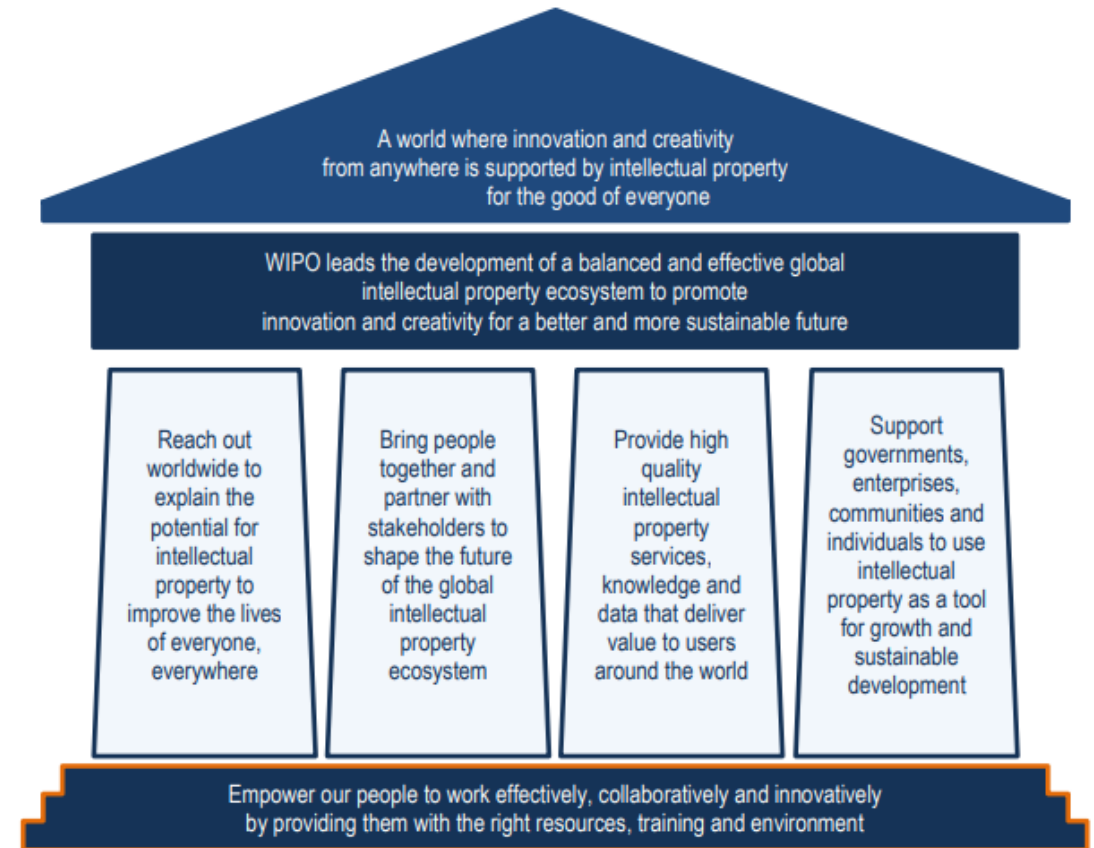 A world where innovation and creativity
from anywhere is supported by intellectual property
for the good of everyone
WIPO leads the development of a balanced and effective global
intellectual property ecosystem to promote
innovation and creativity for a better and more sustainable future
Reach out
worldwide to
explain the
potential for
intellectual
property to
improve the lives
of everyone,
everywhere
Bring people
together and
partner with
stakeholders to
shape the future
of the global
intellectual
property
ecosystem
Provide high
quality
intellectual
property
services,
knowledge and
data that deliver
value to users
around the world
Support
governments,
enterprises,
communities and
individuals to use
intellectual
property as a tool
for growth and
sustainable
development
Empower our people to work effectively, collaboratively and innovatively
by providing them with the right resources, training and environment